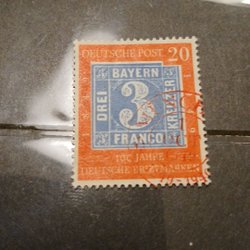 DEUTSCHE POST 20
BAYERN
DREI
3
KREUZER
FRANCO
100 JAHRE
DEUTSCHE BRIEFMARKEN